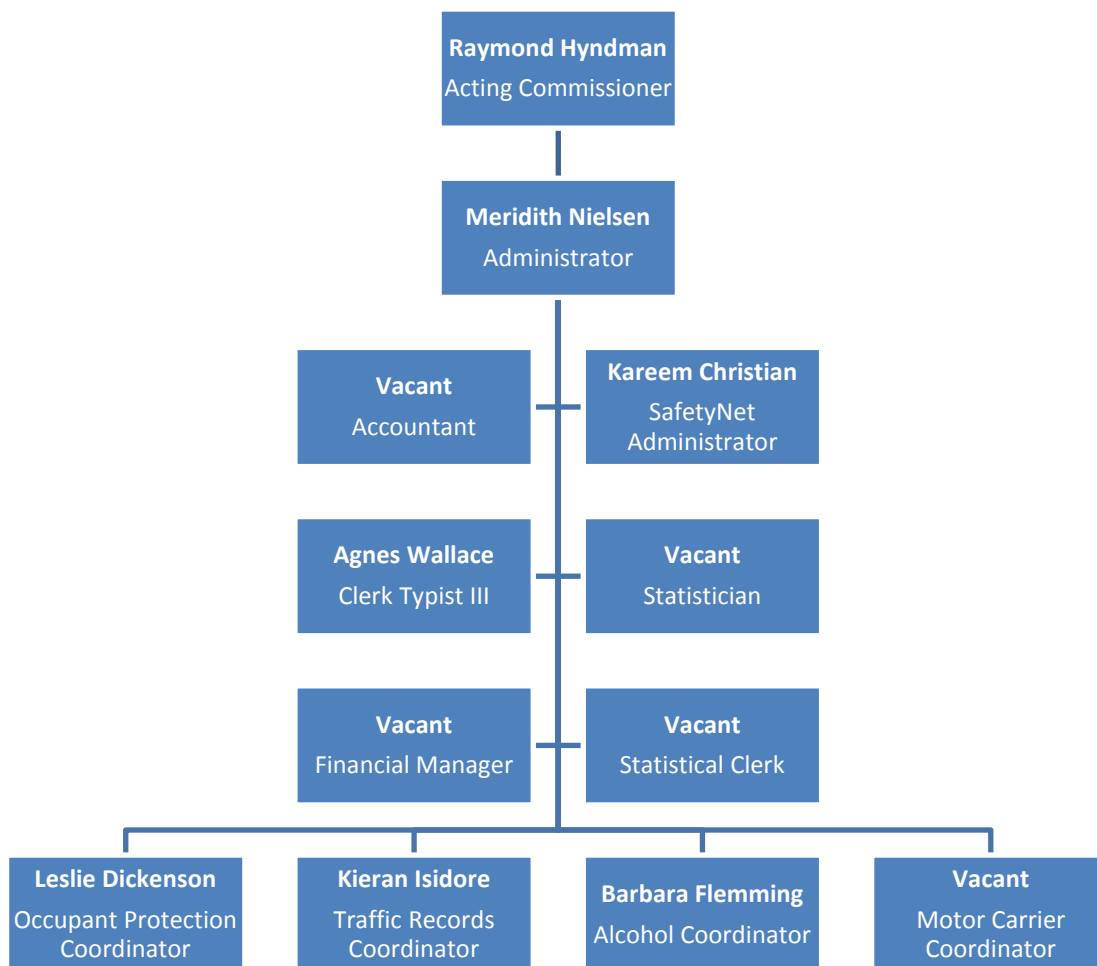 Raymond Hyndman
Acting Commissioner
Meridith Nielsen
Administrator
Vacant
Accountant
Kareem Christian
SafetyNet
Administrator
Agnes Wallace
Clerk Typist III
Vacant
Statistician
Vacant
Financial Manager
Vacant
Statistical Clerk
Leslie Dickenson
Occupant Protection
Coordinator
Kieran Isidore
Traffic Records
Coordinator
Barbara Flemming
Alcohol Coordinator
Vacant
Motor Carrier
Coordinator